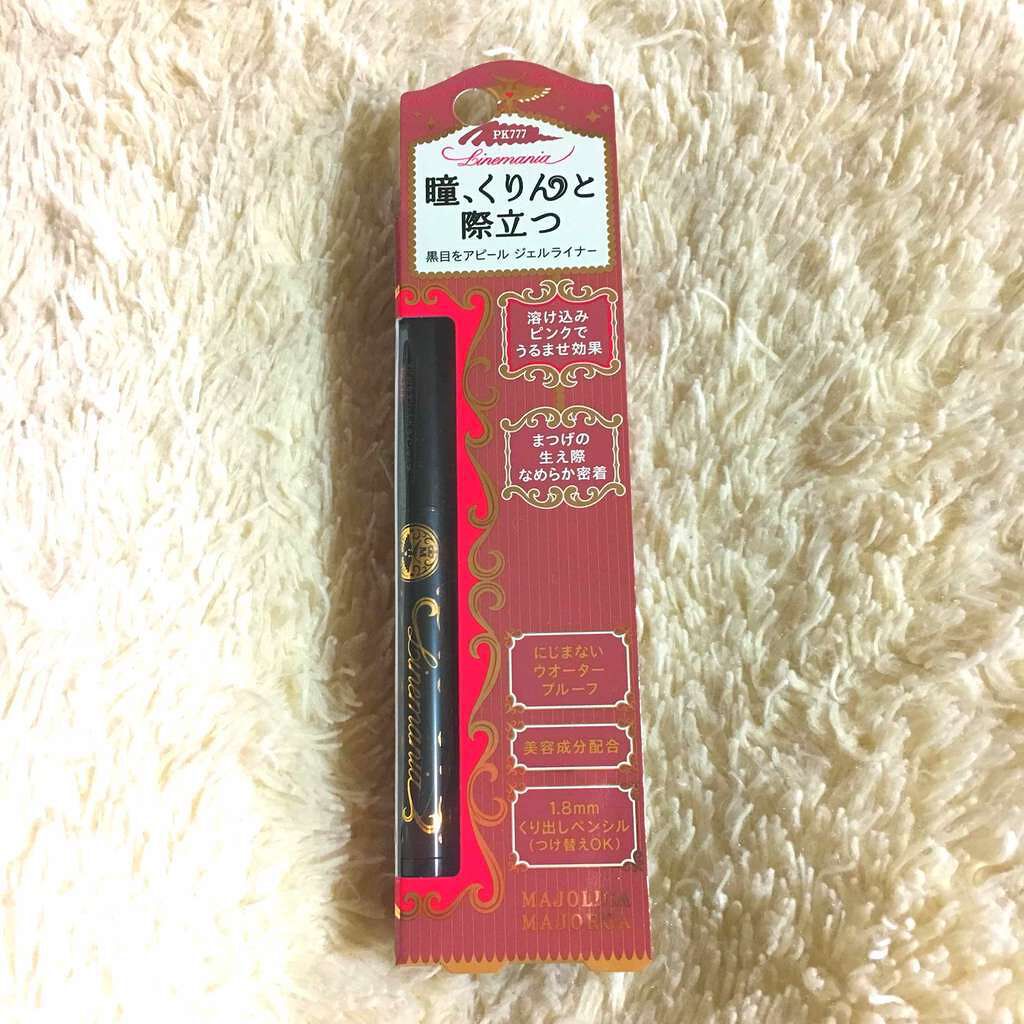 PK777
Linemania
瞳、くりんと
際立つ
黒目をアピール ジェルライナー
溶け込み
ピンクで
うるませ効果
まつげの
生え際
なめらか密着
Linemania
にじまない
ウオーター
プルーフ
美容成分配合
1.8mm
くり出しペンシル
(つけ替えOK)
MAJOLICA
MAJORCA